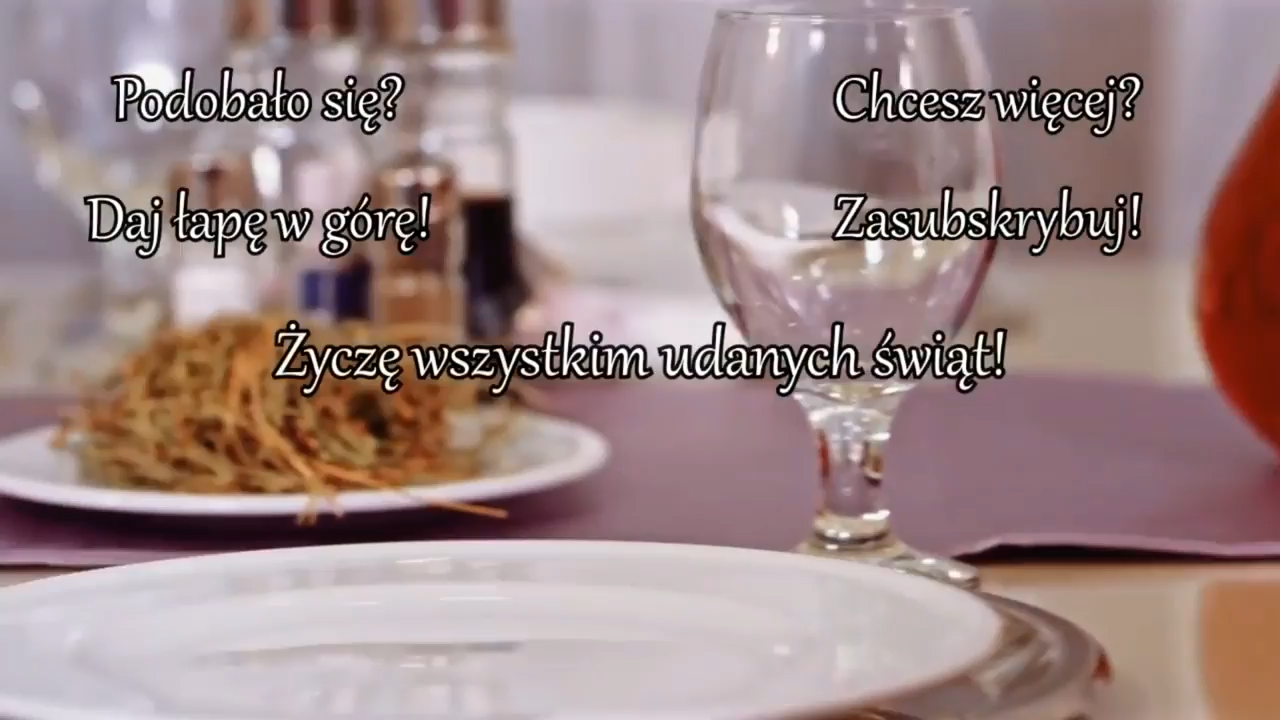 Podobało się?
Chcesz więcej?
Daj łapę w górę!
Zasubskrybuj!
Życzę wszystkim udanych świąt!